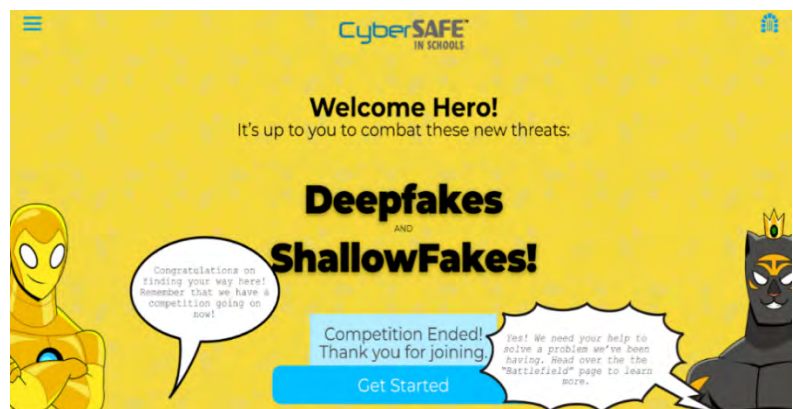 CyberSAFE™
IN SCHOOLS
Welcome Hero!
It's up to you to combat these new threats:
Deepfakes
AND
ShallowFakes!
Congratulations on
finding your way here!
Remember that we have a
competition going on
now!
Competition Ended!
Thank you for joining.
Get Started
Yes! We need your help to
solve a problem we've been
having. Head over the the
"Battlefield" page to learn
more.